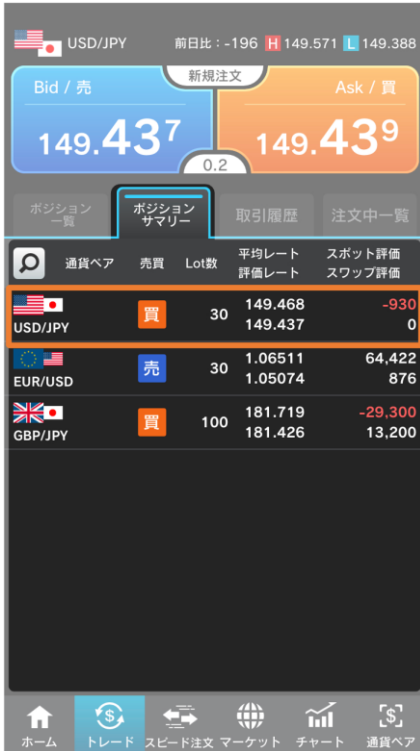 USD/JPY 前日比：-196 H 149.571 L 149.388
Bid / 売 新規注文 Ask / 買
149.437 149.439
0.2
ポジション
一覧
ポジション
サマリー
取引履歴 注文中一覧
通貨ペア 売買 Lot数 平均レート スポット評価
評価レート スワップ評価
買 30 149.468 -930
USD/JPY 149.437 0
売 30 1.06511 64,422
EUR/USD 1.05074 876
買 100 181.719 -29,300
GBP/JPY 181.426 13,200
ホーム トレード スピード注文 マーケット チャート 通貨ペア